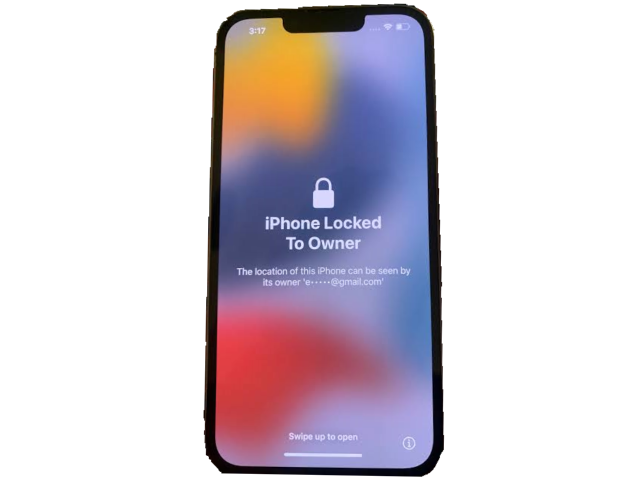 3:17
iPhone Locked
To Owner
The location of this iPhone can be seen by
its owner 'e•••••@gmail.com'
Swipe up to open